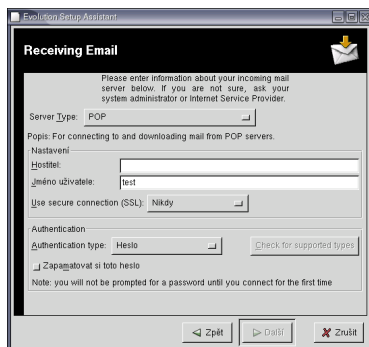 Evolution Setup Assistant
Receiving Email
Please enter information about your incoming mail
server below. If you are not sure, ask your
system administrator or Internet Service Provider.
Server Type: POP
Popis: For connecting to and downloading mail from POP servers.
Nastavení
Hostitel:
Jméno uživatele: test
Use secure connection (SSL): Nikdy
Authentication
Authentication type: Heslo Check for supported types
Zapamatovat si toto heslo
Note: you will not be prompted for a password until you connect for the first time
Zpět Další Zrušit